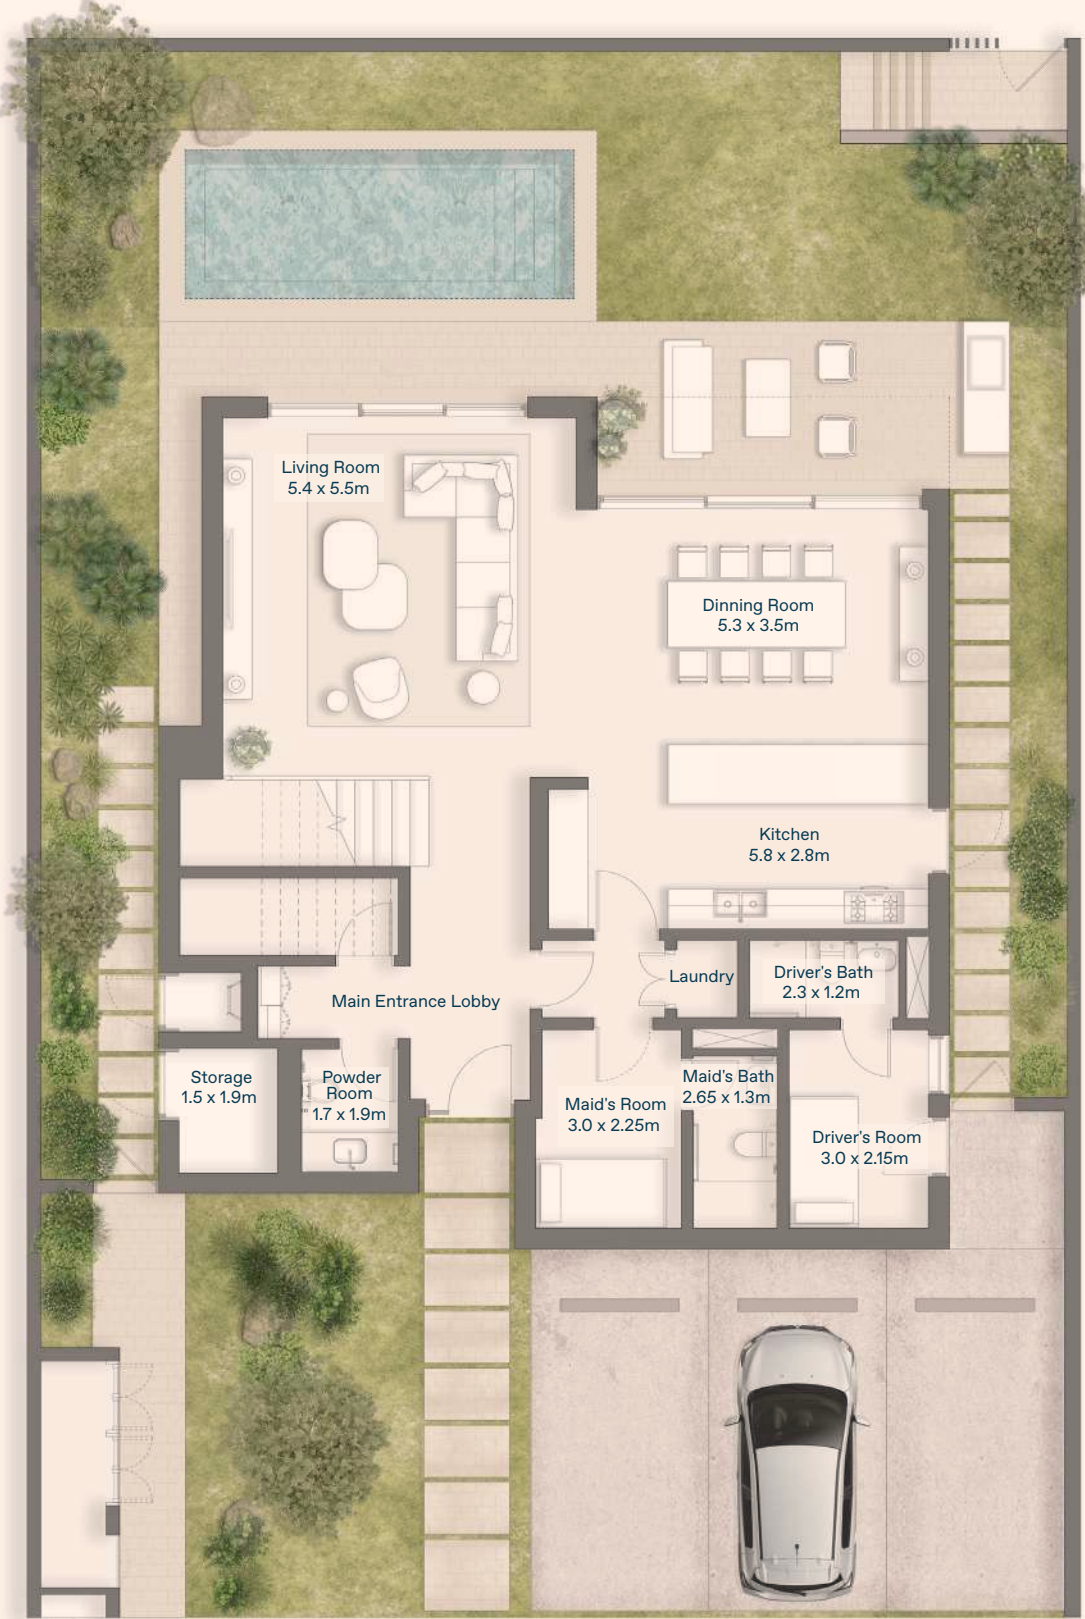 Living Room
5.4 x 5.5m
Dinning Room
5.3 x 3.5m
Kitchen
5.8 x 2.8m
Laundry
Driver's Bath
2.3 x 1.2m
Main Entrance Lobby
Storage
1.5 x 1.9m
Powder
Room
1.7 x 1.9m
Maid's Room
3.0 x 2.25m
Maid's Bath
2.65 x 1.3m
Driver's Room
3.0 x 2.15m